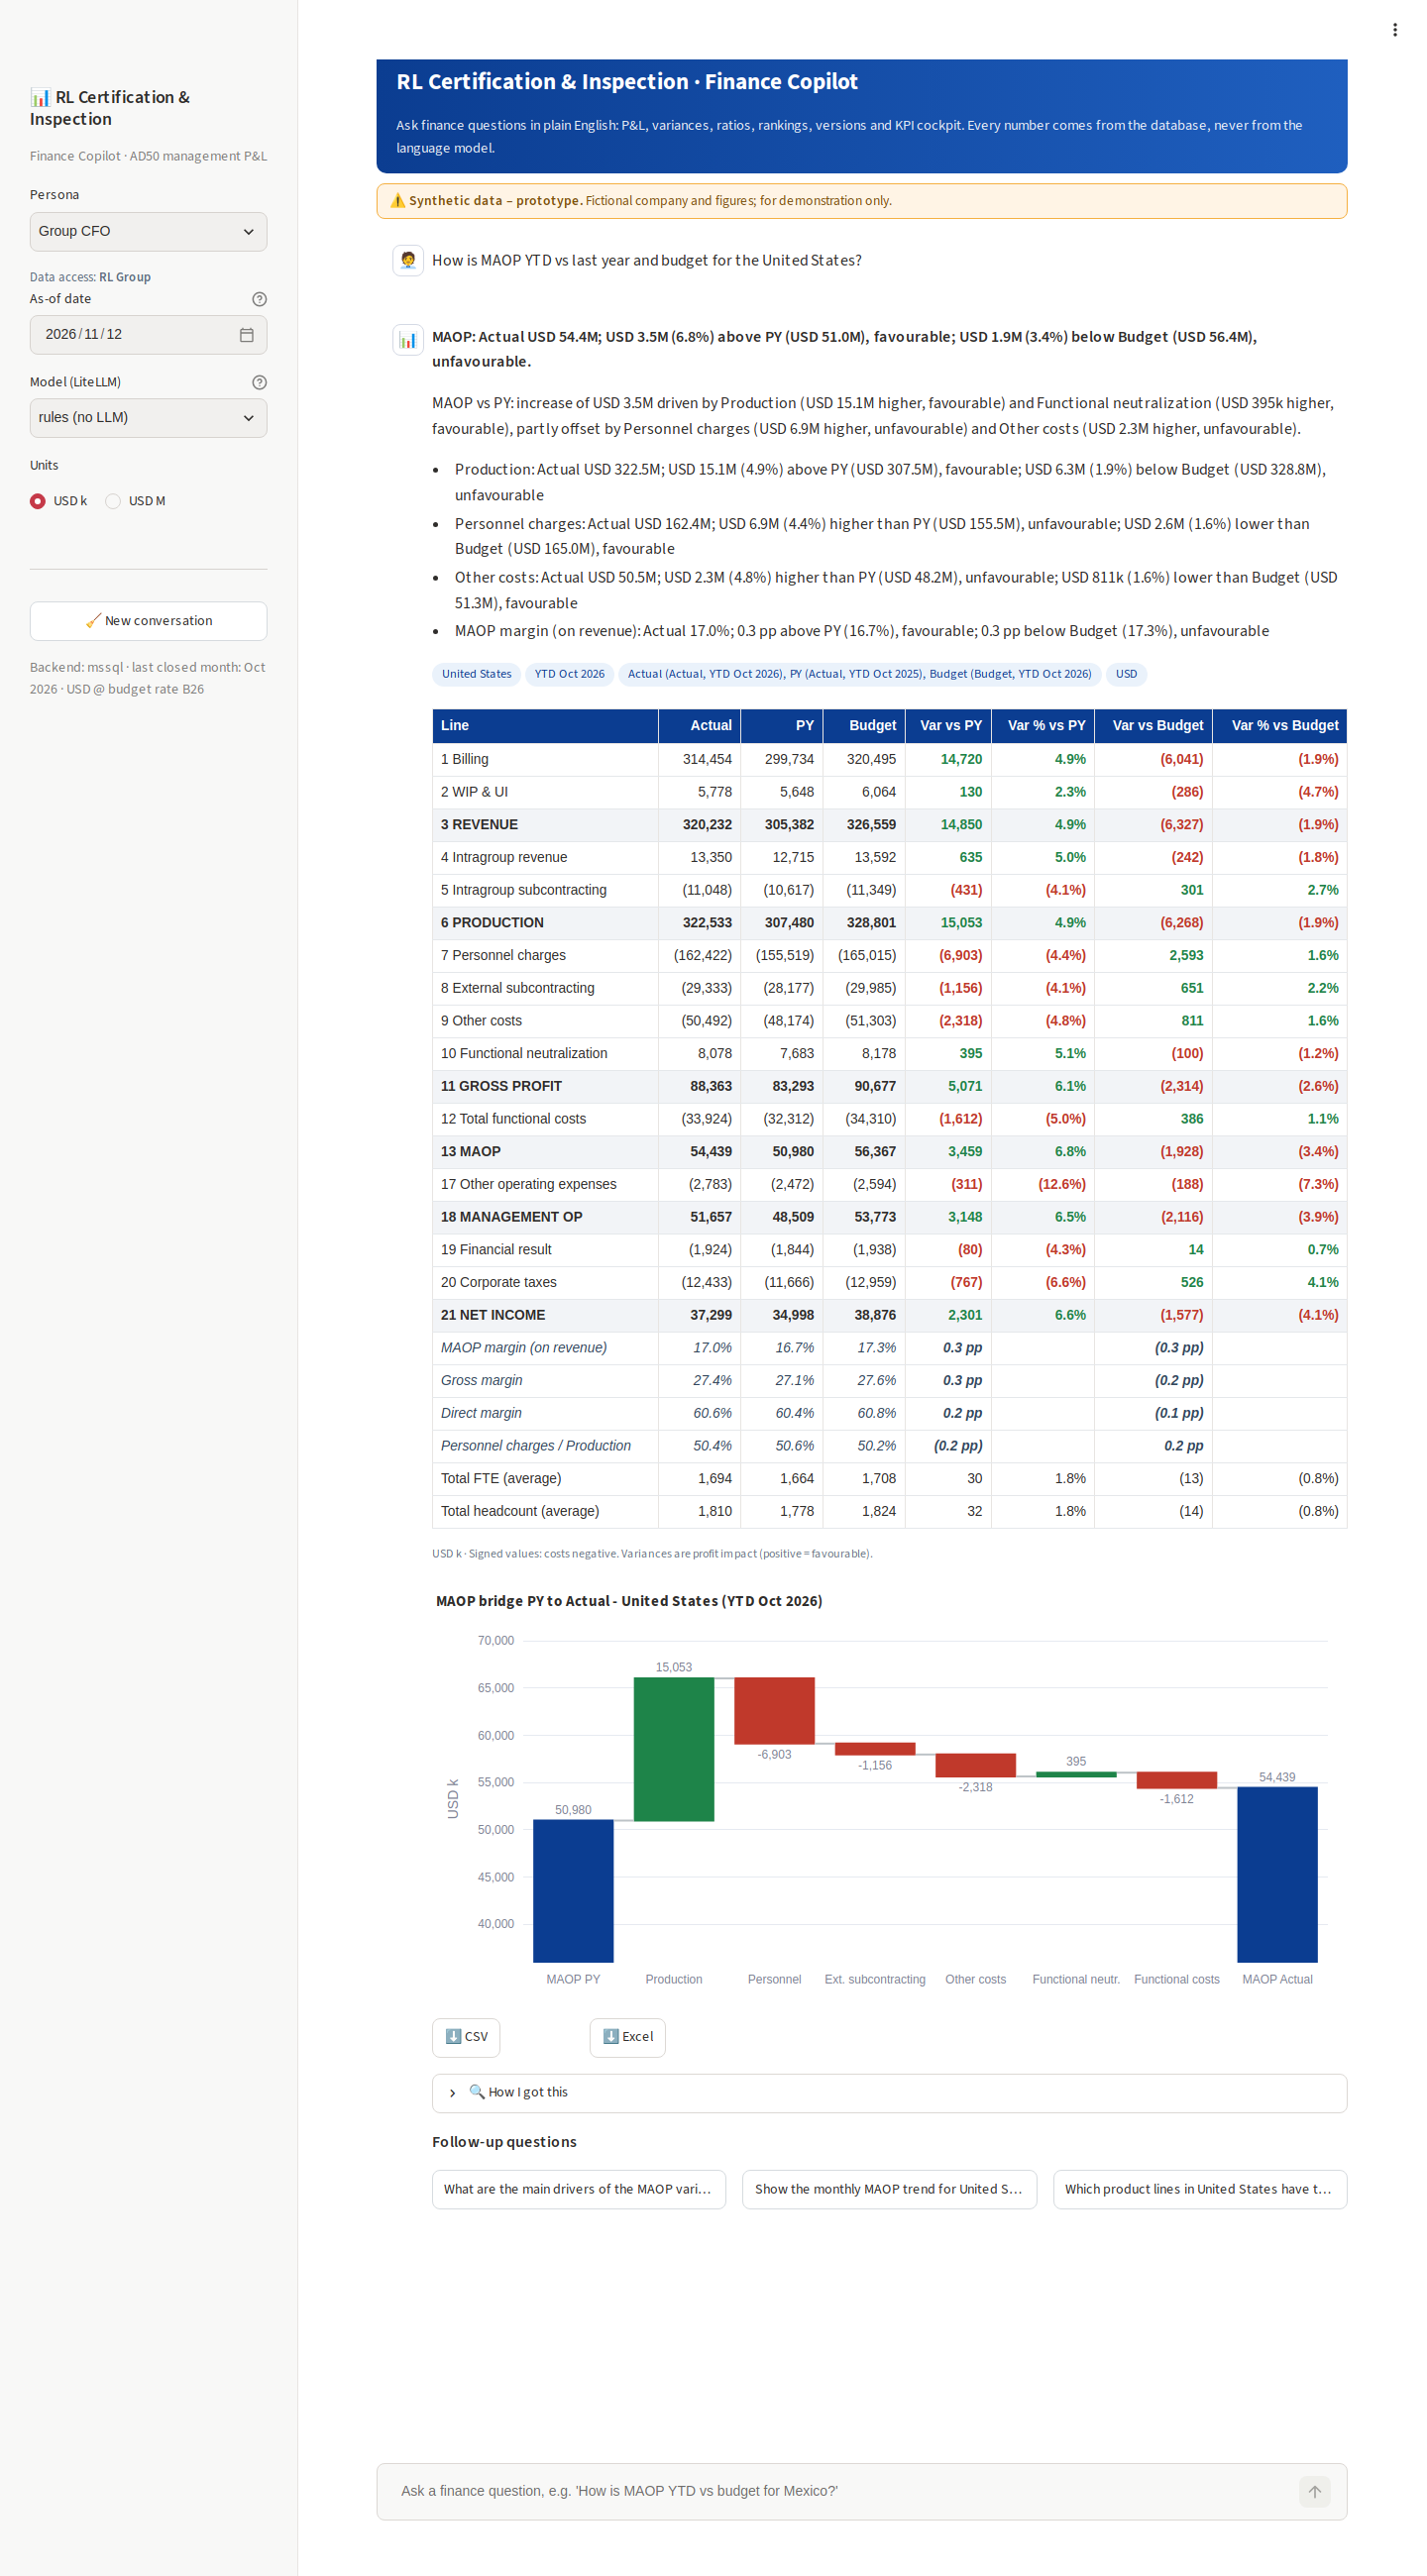 📊 RL Certification &
Inspection
Finance Copilot · AD50 management P&L
Persona
Group CFO
Data access: RL Group
As-of date
2026/11/12
Model (LiteLLM)
rules (no LLM)
Units
USD k USD M
🧹 New conversation
Backend: mssql · last closed month: Oct
2026 · USD @ budget rate B26
RL Certification & Inspection · Finance Copilot
Ask finance questions in plain English: P&L, variances, ratios, rankings, versions and KPI cockpit. Every number comes from the database, never from the
language model.
⚠️ Synthetic data – prototype. Fictional company and figures; for demonstration only.
How is MAOP YTD vs last year and budget for the United States?
MAOP: Actual USD 54.4M; USD 3.5M (6.8%) above PY (USD 51.0M), favourable; USD 1.9M (3.4%) below Budget (USD 56.4M),
unfavourable.
MAOP vs PY: increase of USD 3.5M driven by Production (USD 15.1M higher, favourable) and Functional neutralization (USD 395k higher,
favourable), partly offset by Personnel charges (USD 6.9M higher, unfavourable) and Other costs (USD 2.3M higher, unfavourable).
• Production: Actual USD 322.5M; USD 15.1M (4.9%) above PY (USD 307.5M), favourable; USD 6.3M (1.9%) below Budget (USD 328.8M),
unfavourable
• Personnel charges: Actual USD 162.4M; USD 6.9M (4.4%) higher than PY (USD 155.5M), unfavourable; USD 2.6M (1.6%) lower than
Budget (USD 165.0M), favourable
• Other costs: Actual USD 50.5M; USD 2.3M (4.8%) higher than PY (USD 48.2M), unfavourable; USD 811k (1.6%) lower than Budget (USD
51.3M), favourable
• MAOP margin (on revenue): Actual 17.0%; 0.3 pp above PY (16.7%), favourable; 0.3 pp below Budget (17.3%), unfavourable
United States YTD Oct 2026 Actual (Actual, YTD Oct 2026), PY (Actual, YTD Oct 2025), Budget (Budget, YTD Oct 2026) USD
Line Actual PY Budget Var vs PY Var % vs PY Var vs Budget Var % vs Budget
1 Billing 314,454 299,734 320,495 14,720 4.9% (6,041) (1.9%)
2 WIP & UI 5,778 5,648 6,064 130 2.3% (286) (4.7%)
3 REVENUE 320,232 305,382 326,559 14,850 4.9% (6,327) (1.9%)
4 Intragroup revenue 13,350 12,715 13,592 635 5.0% (242) (1.8%)
5 Intragroup subcontracting (11,048) (10,617) (11,349) (431) (4.1%) 301 2.7%
6 PRODUCTION 322,533 307,480 328,801 15,053 4.9% (6,268) (1.9%)
7 Personnel charges (162,422) (155,519) (165,015) (6,903) (4.4%) 2,593 1.6%
8 External subcontracting (29,333) (28,177) (29,985) (1,156) (4.1%) 651 2.2%
9 Other costs (50,492) (48,174) (51,303) (2,318) (4.8%) 811 1.6%
10 Functional neutralization 8,078 7,683 8,178 395 5.1% (100) (1.2%)
11 GROSS PROFIT 88,363 83,293 90,677 5,071 6.1% (2,314) (2.6%)
12 Total functional costs (33,924) (32,312) (34,310) (1,612) (5.0%) 386 1.1%
13 MAOP 54,439 50,980 56,367 3,459 6.8% (1,928) (3.4%)
17 Other operating expenses (2,783) (2,472) (2,594) (311) (12.6%) (188) (7.3%)
18 MANAGEMENT OP 51,657 48,509 53,773 3,148 6.5% (2,116) (3.9%)
19 Financial result (1,924) (1,844) (1,938) (80) (4.3%) 14 0.7%
20 Corporate taxes (12,433) (11,666) (12,959) (767) (6.6%) 526 4.1%
21 NET INCOME 37,299 34,998 38,876 2,301 6.6% (1,577) (4.1%)
MAOP margin (on revenue) 17.0% 16.7% 17.3% 0.3 pp (0.3 pp)
Gross margin 27.4% 27.1% 27.6% 0.3 pp (0.2 pp)
Direct margin 60.6% 60.4% 60.8% 0.2 pp (0.1 pp)
Personnel charges / Production 50.4% 50.6% 50.2% (0.2 pp) 0.2 pp
Total FTE (average) 1,694 1,664 1,708 30 1.8% (13) (0.8%)
Total headcount (average) 1,810 1,778 1,824 32 1.8% (14) (0.8%)
USD k · Signed values: costs negative. Variances are profit impact (positive = favourable).
MAOP bridge PY to Actual - United States (YTD Oct 2026)
70,000
65,000
60,000
55,000
50,000
45,000
40,000
USD k
50,980
15,053
-6,903
-1,156
-2,318
395
-1,612
54,439
MAOP PY Production Personnel Ext. subcontracting Other costs Functional neutr. Functional costs MAOP Actual
⬇️ CSV ⬇️ Excel
🔍 How I got this
Follow-up questions
What are the main drivers of the MAOP vari… Show the monthly MAOP trend for United S… Which product lines in United States have t…
Ask a finance question, e.g. 'How is MAOP YTD vs budget for Mexico?'